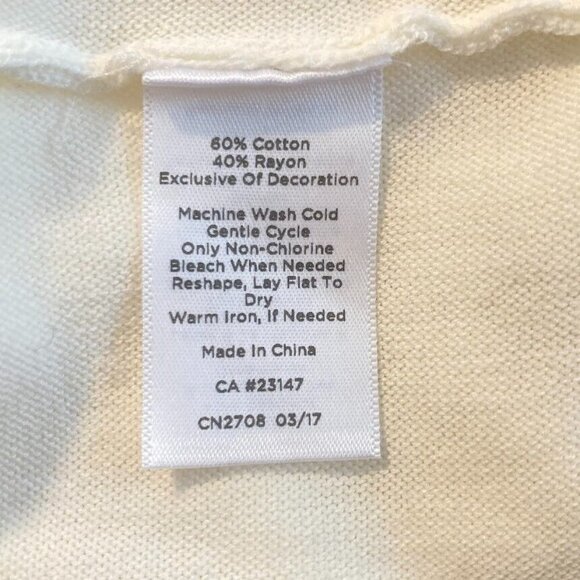 60% Cotton
40% Rayon
Exclusive Of Decoration
Machine Wash Cold
Gentle Cycle
Only Non-Chlorine
Bleach When Needed
Reshape, Lay Flat To
Dry
Warm Iron, If Needed
Made In China
CA #23147
CN2708 03/17